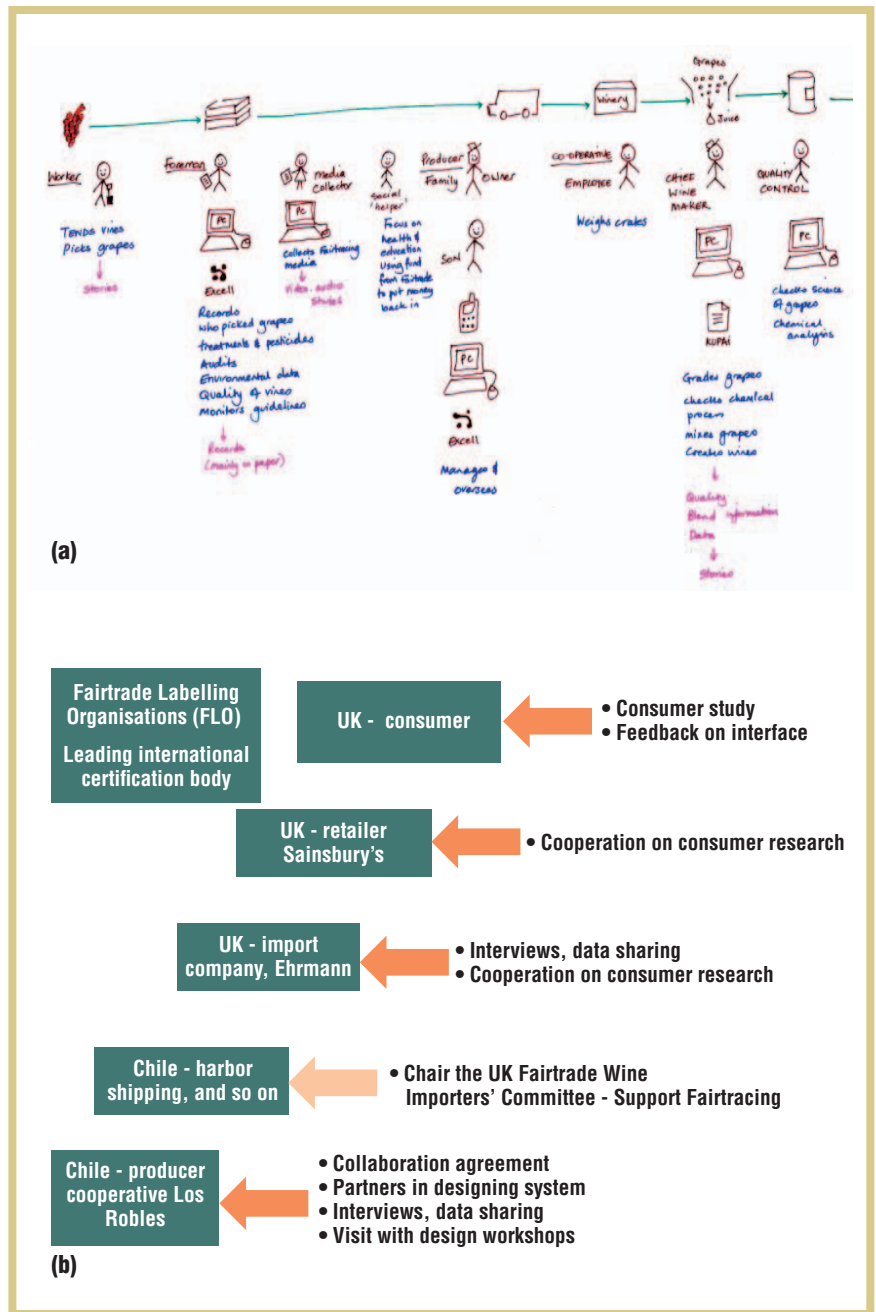 Grapes
Juice
Winery
Worker
Tends vines
Picks grapes
Stories
Foreman
PC
Excell
Records
who picked grapes
treatments & pesticides
Audits
Environmental data
Quality of vines
Monitors guidelines
Records
(mainly on paper)
media
collector
PC
collects Fairtracing
media
Video, audio
Stories
Social
'helper'
Focus on
health &
education
using fund
from Fairtrade
to put money
back in
Producer
Family
Owner
Son
PC
Excell
Manages &
oversees
CO-OPERATIVE
EMPLOYEE
Weighs crates
CHIEF
WINE
MAKER
PC
KUPAI
Grades grapes
checks chemical
process
mixes grapes
Creates wines
Quality
Blend information
Data
Stories
QUALITY
CONTROL
PC
checks science
of grapes
Chemical
analysis
(a)
Fairtrade Labelling
Organisations (FLO)
Leading international
certification body
UK - consumer
• Consumer study
• Feedback on interface
UK - retailer
Sainsbury's
• Cooperation on consumer research
UK - import
company, Ehrmann
• Interviews, data sharing
• Cooperation on consumer research
Chile - harbor
shipping, and so on
• Chair the UK Fairtrade Wine
Importers' Committee - Support Fairtracing
Chile - producer
cooperative Los
Robles
• Collaboration agreement
• Partners in designing system
• Interviews, data sharing
• Visit with design workshops
(b)